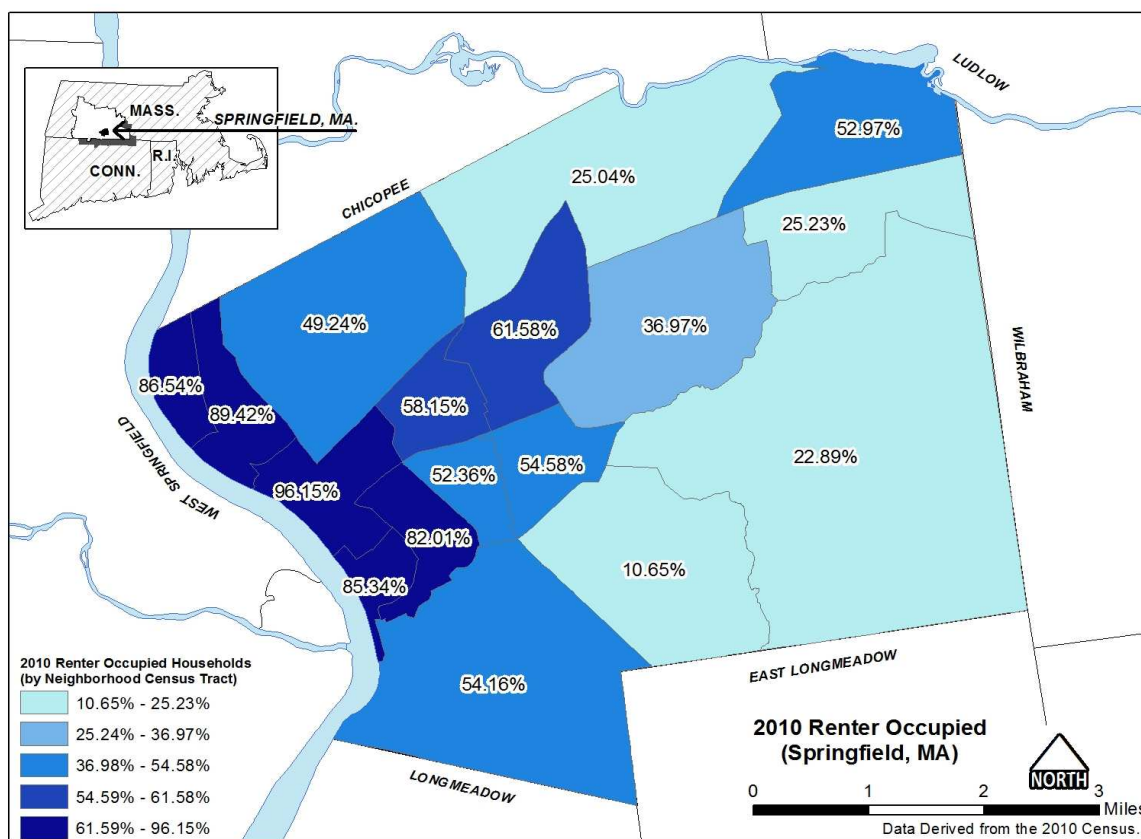 LUDLOW
MASS.
SPRINGFIELD, MA.
R.I.
CONN.
52.97%
25.04%
CHICOPEE
25.23%
49.24%
61.58%
36.97%
WILBRAHAM
86.54%
89.42%
58.15%
WEST SPRINGFIELD
22.89%
52.36%
54.58%
96.15%
82.01%
85.34%
10.65%
54.16%
EAST LONGMEADOW
LONGMEADOW
2010 Renter Occupied Households
(by Neighborhood Census Tract)
10.65% - 25.23%
25.24% - 36.97%
36.98% - 54.58%
54.59% - 61.58%
61.59% - 96.15%
2010 Renter Occupied
(Springfield, MA)
NORTH
0 1 2 3
Miles
Data Derived from the 2010 Census.